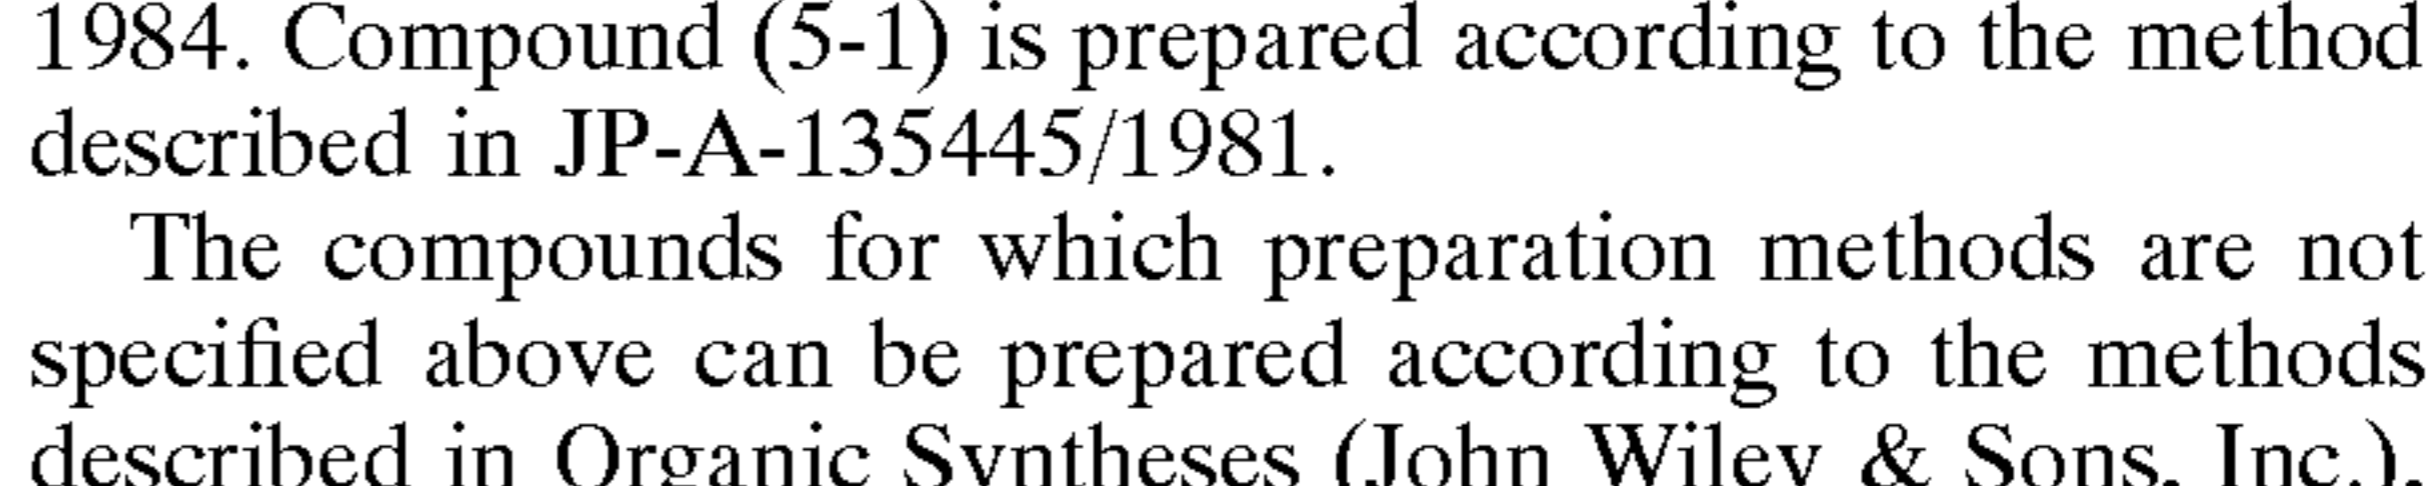 1984. Compound (5-1) is prepared according to the method
described in JP-A-135445/1981.
The compounds for which preparation methods are not
specified above can be prepared according to the methods
described in Organic Syntheses (John Wiley & Sons, Inc.),